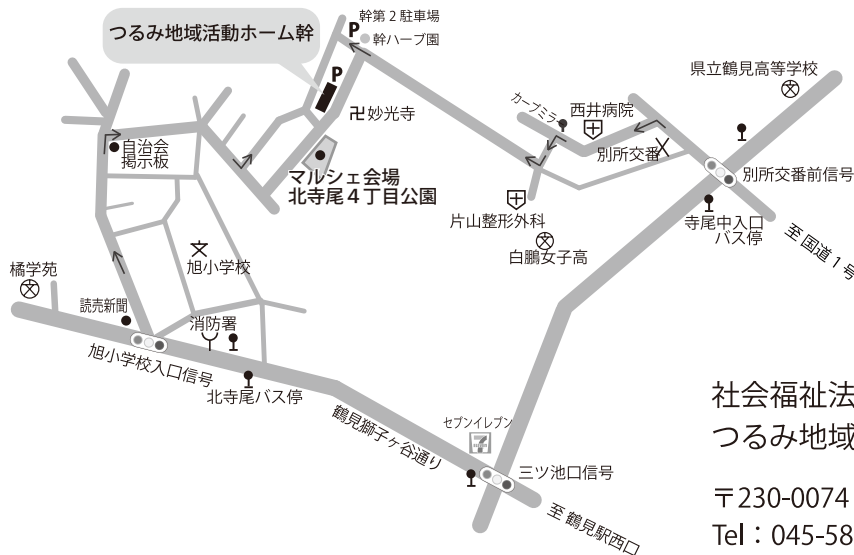 つるみ地域活動ホーム幹
幹第2駐車場
P
幹ハーブ園
P
卍妙光寺
県立鶴見高等学校
カーブミラー
西井病院
別所交番
別所交番前信号
自治会
掲示板
マルシェ会場
北寺尾4丁目公園
片山整形外科
白鵬女子高
寺尾中入口
バス停
至 国道1号
旭小学校
橘学苑
読売新聞
消防署
旭小学校入口信号
北寺尾バス停
鶴見獅子ヶ谷通り
セブンイレブン
三ツ池口信号
至 鶴見駅西口
社会福祉法
つるみ地域
〒230-0074
Tel：045-58